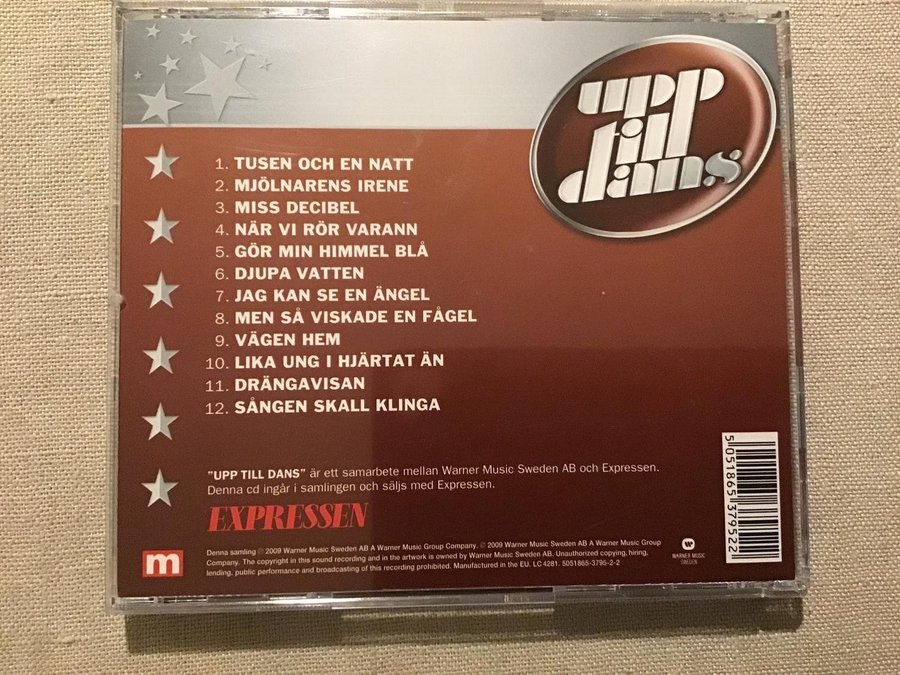 upp
till
dans
1. TUSEN OCH EN NATT
2. MJÖLNARENS IRENE
3. MISS DECIBEL
4. NÄR VI RÖR VARANN
5. GÖR MIN HIMMEL BLÅ
6. DJUPA VATTEN
7. JAG KAN SE EN ÄNGEL
8. MEN SÅ VISKADE EN FÅGEL
9. VÄGEN HEM
10. LIKA UNG I HJÄRTAT ÄN
11. DRÄNGAVISAN
12. SÅNGEN SKALL KLINGA
"UPP TILL DANS" är ett samarbete mellan Warner Music Sweden AB och Expressen.
Denna cd ingår i samlingen och säljs med Expressen.
EXPRESSEN
m
Denna samling ℗ 2009 Warner Music Sweden AB A Warner Music Group Company. © 2009 Warner Music Sweden AB A Warner Music Group
Company. The copyright in this sound recording and in the artwork is owned by Warner Music Sweden AB. Unauthorized copying, hiring,
lending, public performance and broadcasting of this recording prohibited. Manufactured in the EU. LC 4281. 5051865-3795-2-2
WARNER MUSIC
SWEDEN
5 051865 379522